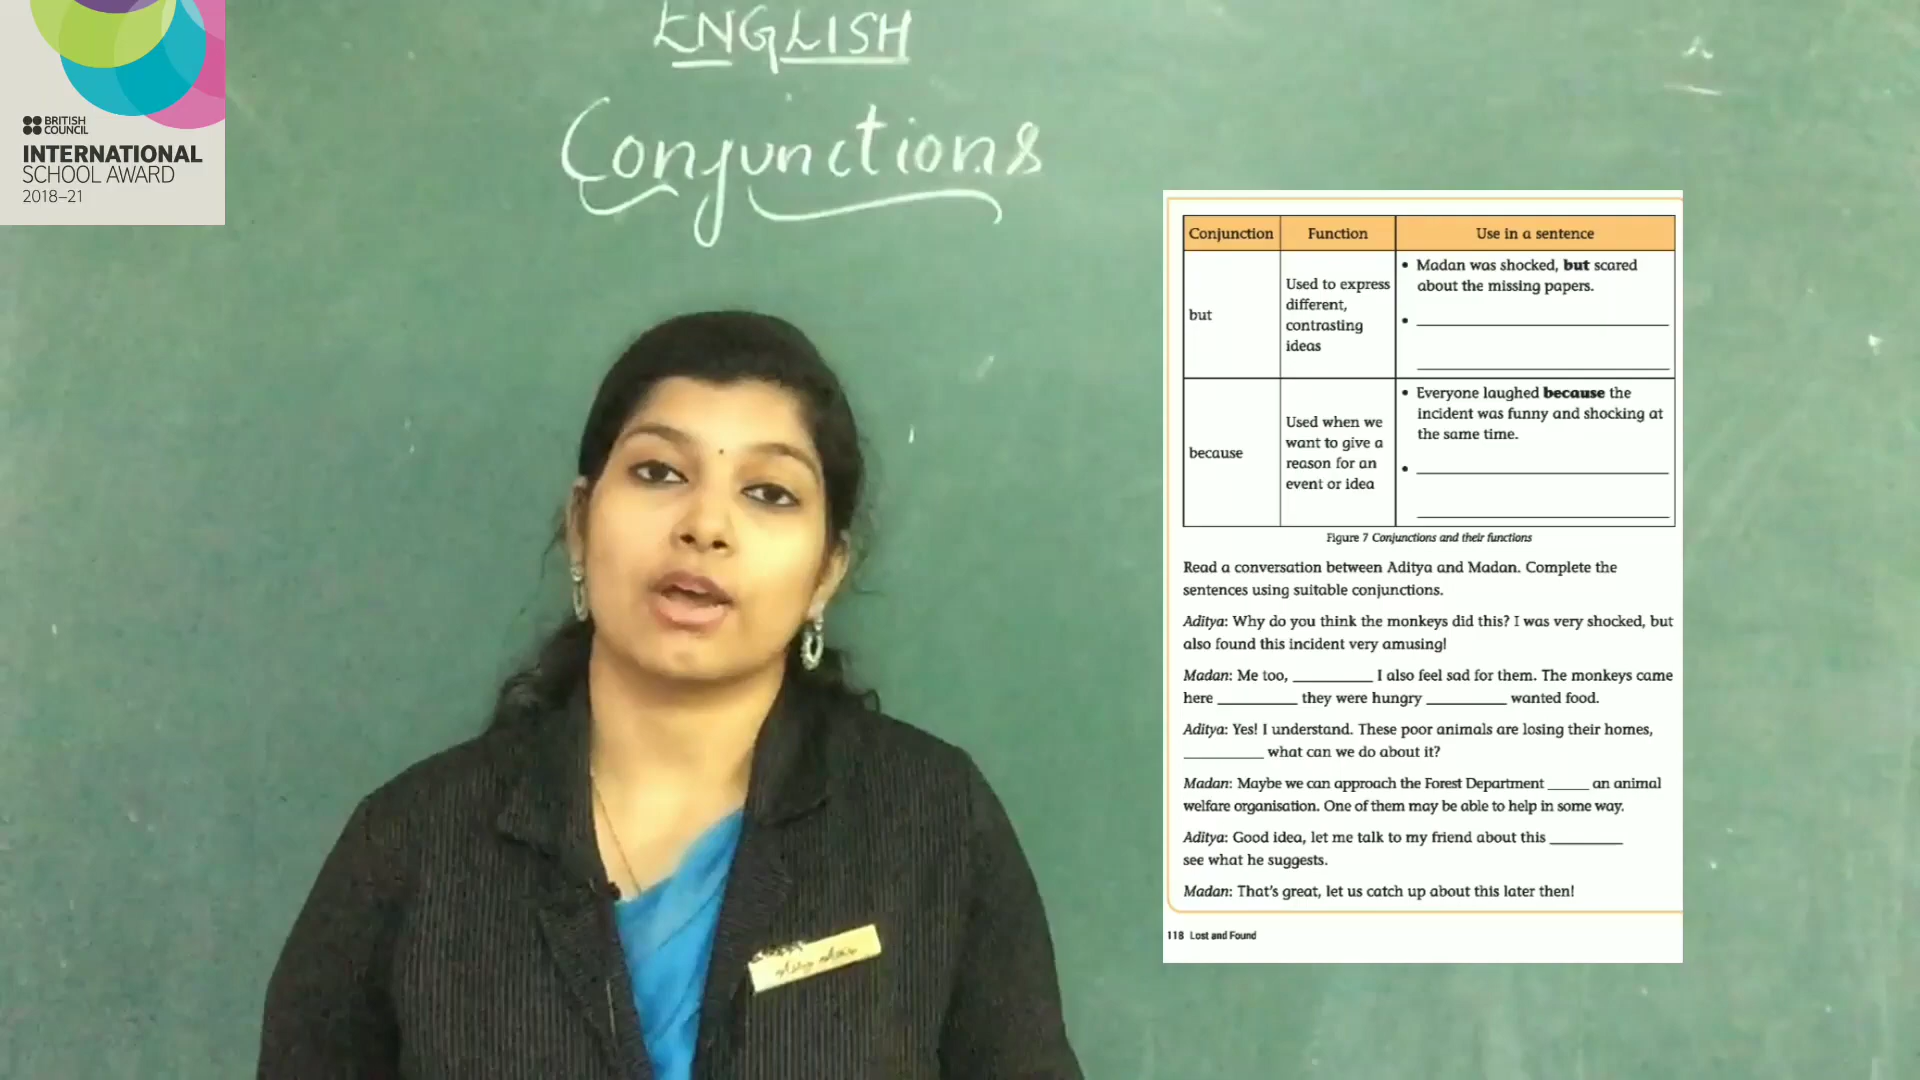 BRITISH
COUNCIL
INTERNATIONAL
SCHOOL AWARD
2018–21
ENGLISH
Conjunctions
Conjunction Function Use in a sentence
but
Used to express
different,
contrasting
ideas
• Madan was shocked, but scared
about the missing papers.
• ____________________
____________________
because
Used when we
want to give a
reason for an
event or idea
• Everyone laughed because the
incident was funny and shocking at
the same time.
• ____________________
____________________
Figure 7 Conjunctions and their functions
Read a conversation between Aditya and Madan. Complete the
sentences using suitable conjunctions.
Aditya: Why do you think the monkeys did this? I was very shocked, but
also found this incident very amusing!
Madan: Me too, __________ I also feel sad for them. The monkeys came
here __________ they were hungry __________ wanted food.
Aditya: Yes! I understand. These poor animals are losing their homes,
__________ what can we do about it?
Madan: Maybe we can approach the Forest Department _____ an animal
welfare organisation. One of them may be able to help in some way.
Aditya: Good idea, let me talk to my friend about this _________
see what he suggests.
Madan: That's great, let us catch up about this later then!
118 Lost and Found